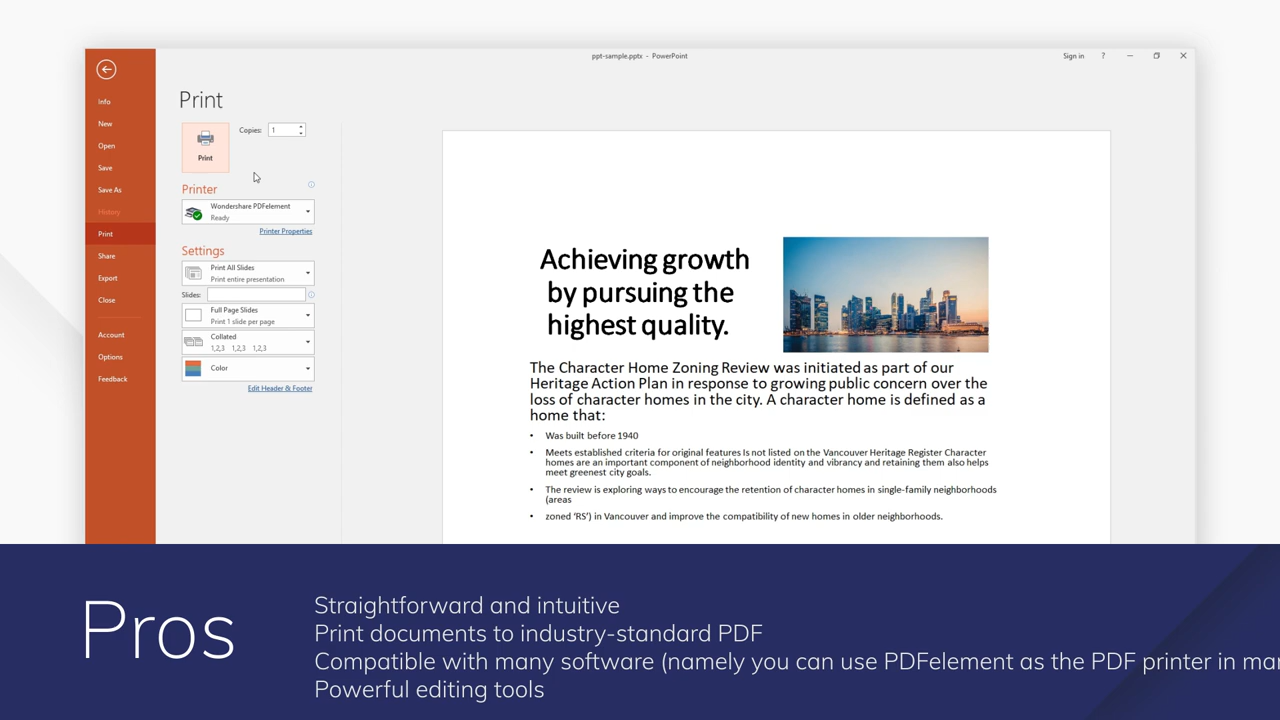 ppt-sample.pptx - PowerPoint
Sign in
?
Print
Info
New
Open
Save
Save As
History
Print
Share
Export
Close
Account
Options
Feedback
Copies: 1
Print
Printer
Wondershare PDFelement
Ready
Printer Properties
Settings
Print All Slides
Print entire presentation
Slides:
Full Page Slides
Print 1 slide per page
Collated
1,2,3 1,2,3 1,2,3
Color
Edit Header & Footer
Achieving growth
by pursuing the
highest quality.
The Character Home Zoning Review was initiated as part of our
Heritage Action Plan in response to growing public concern over the
loss of character homes in the city. A character home is defined as a
home that:
• Was built before 1940
• Meets established criteria for original features Is not listed on the Vancouver Heritage Register Character
homes are an important component of neighborhood identity and vibrancy and retaining them also helps
meet greenest city goals.
• The review is exploring ways to encourage the retention of character homes in single-family neighborhoods
(areas
• zoned ‘RS’) in Vancouver and improve the compatibility of new homes in older neighborhoods.
Pros
Straightforward and intuitive
Print documents to industry-standard PDF
Compatible with many software (namely you can use PDFelement as the PDF printer in
Powerful editing tools